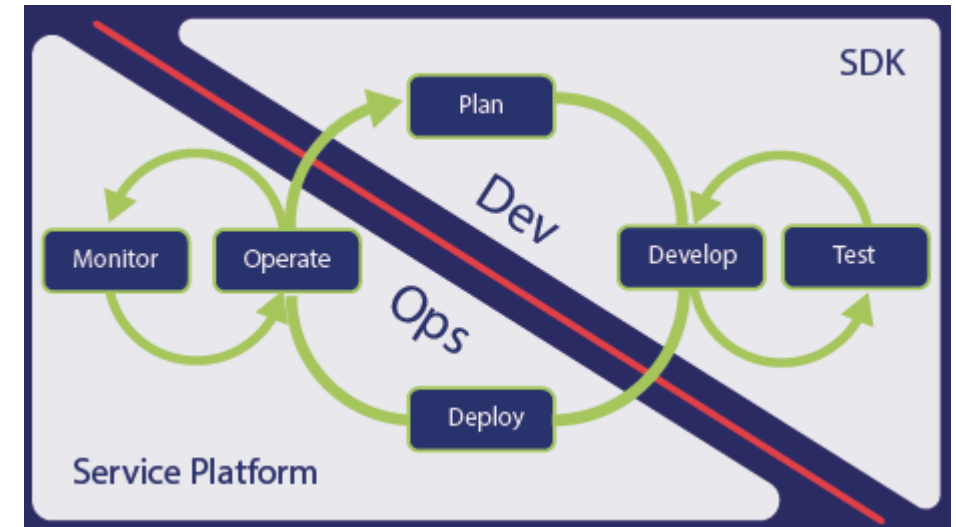 SDK
Plan
Dev
Monitor
Operate
Develop
Test
Ops
Deploy
Service Platform